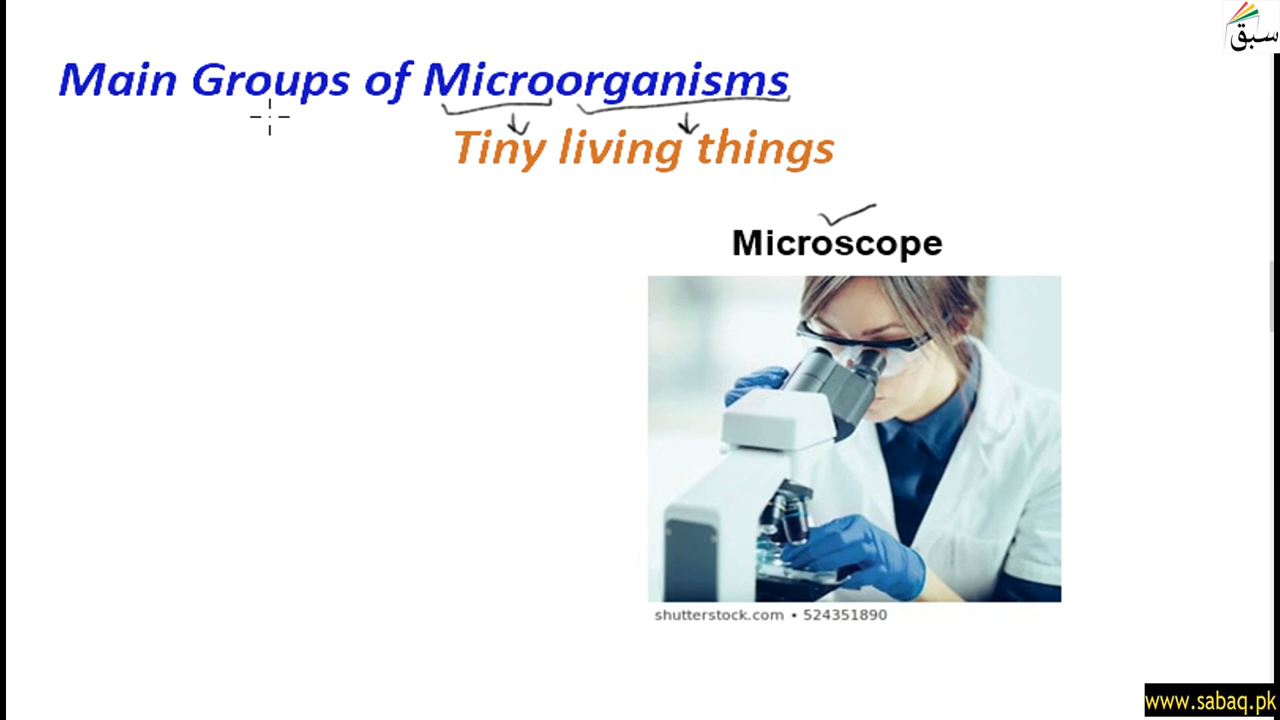 سبق
Main Groups of Microorganisms
Tiny living things
Microscope
shutterstock.com • 524351890
www.sabaq.pk